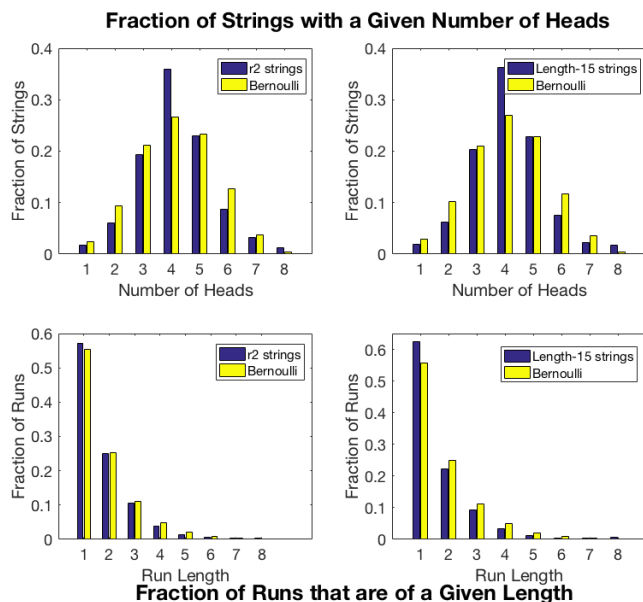 Fraction of Strings with a Given Number of Heads
Fraction of Strings
0.4
0.3
0.2
0.1
0
r2 strings
Bernoulli
1 2 3 4 5 6 7 8
Number of Heads
Fraction of Strings
0.4
0.3
0.2
0.1
0
Length-15 strings
Bernoulli
1 2 3 4 5 6 7 8
Number of Heads
Fraction of Runs
0.6
0.5
0.4
0.3
0.2
0.1
0
r2 strings
Bernoulli
1 2 3 4 5 6 7 8
Run Length
Fraction of Runs
0.6
0.5
0.4
0.3
0.2
0.1
0
Length-15 strings
Bernoulli
1 2 3 4 5 6 7 8
Run Length
Fraction of Runs that are of a Given Length